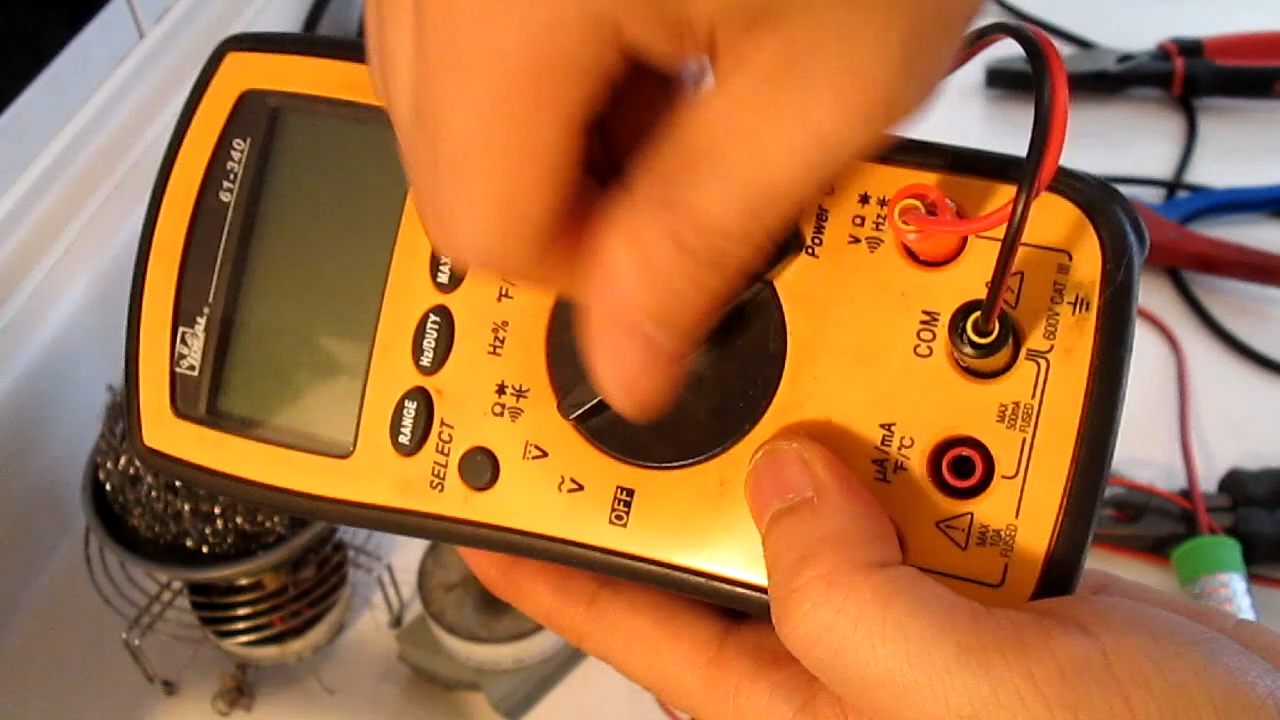 61-340
IDEAL
MAX
Hz/DUTY
RANGE
SELECT
°F/
Hz%
Ω
V
V
OFF
Power
V Ω
Hz
COM
600V CAT. III
MAX
500mA
FUSED
µA/mA
°F/°C
MAX
10A
FUSED